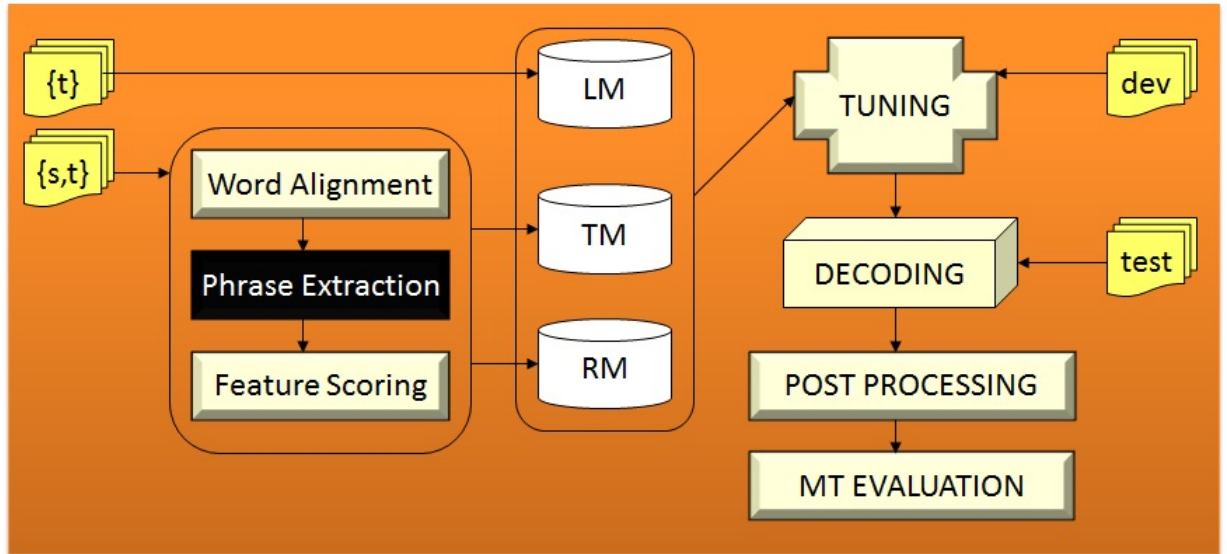 {t}
{s,t}
Word Alignment
Phrase Extraction
Feature Scoring
LM
TM
RM
TUNING
dev
DECODING
test
POST PROCESSING
MT EVALUATION